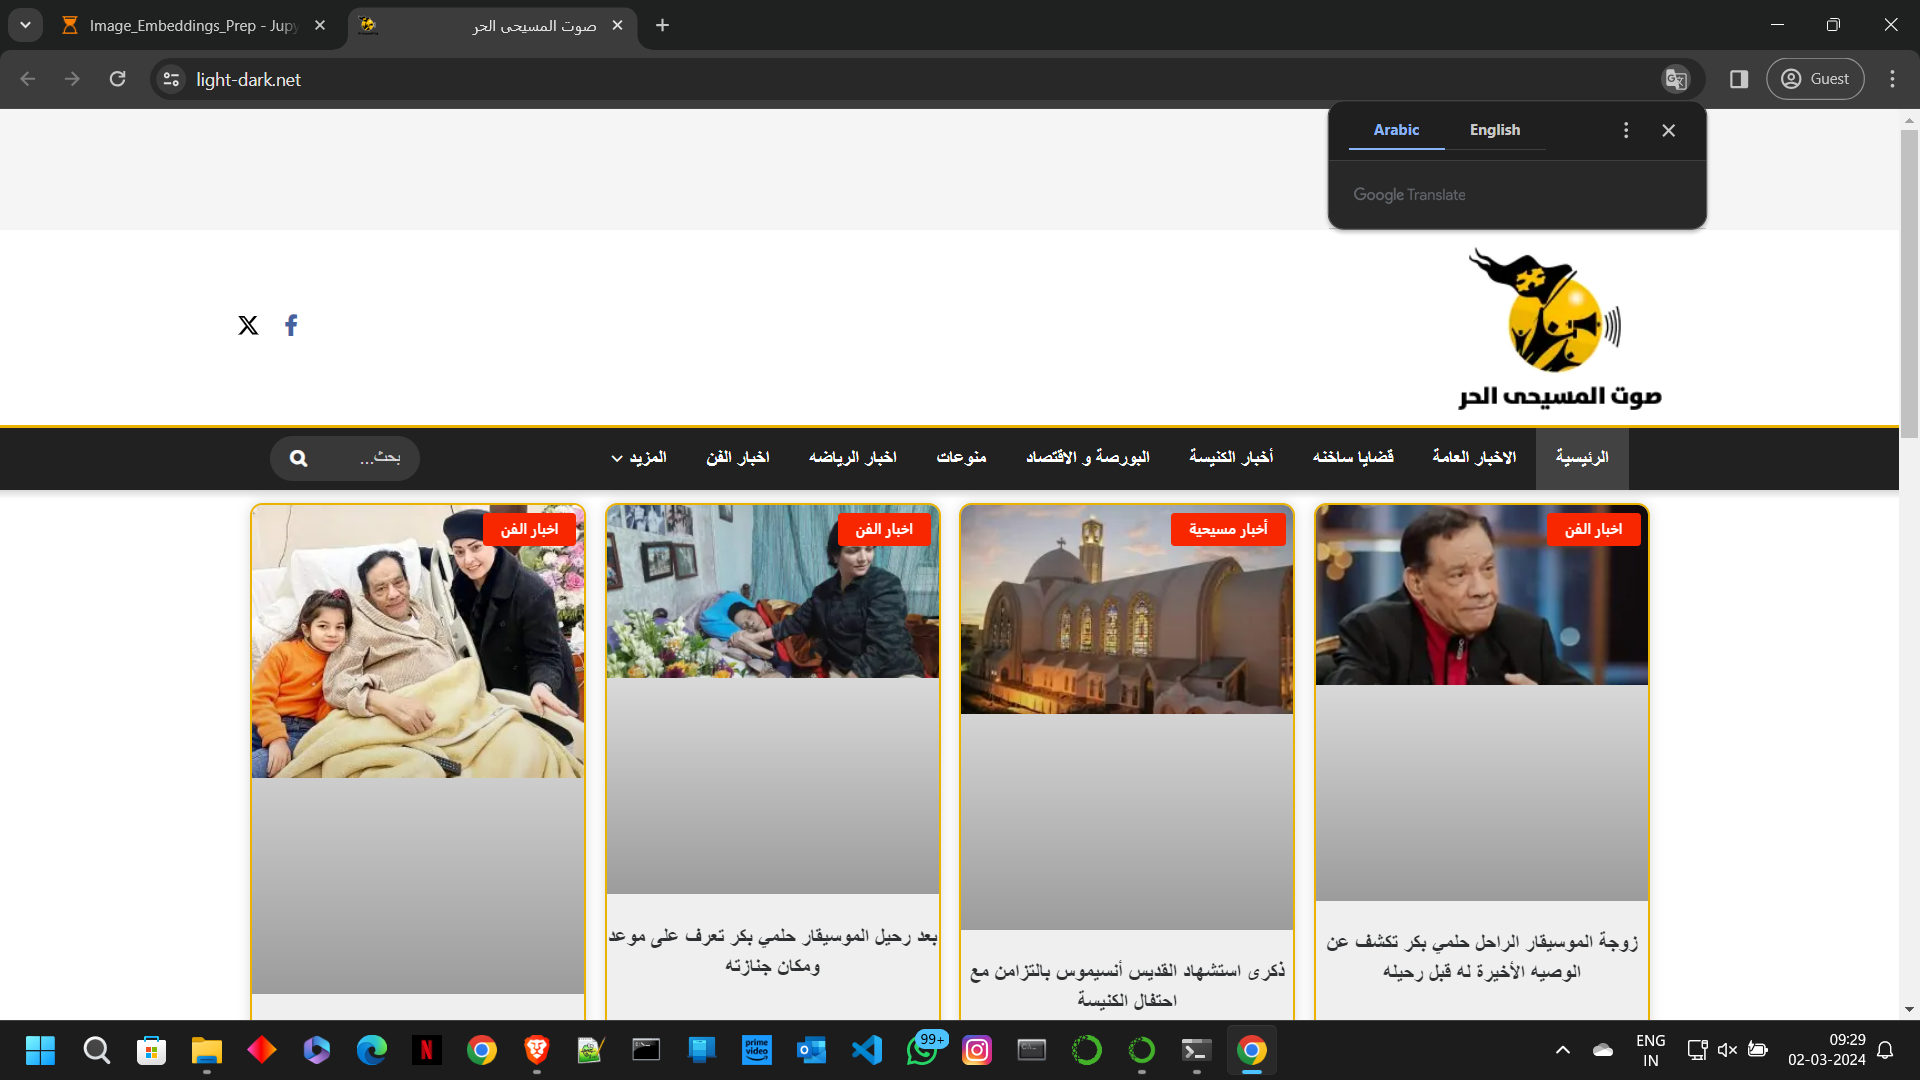 Image_Embeddings_Prep - Jupy
صوت المسيحى الحر
light-dark.net
Guest
Arabic
English
Google Translate
صوت المسيحى الحر
الرئيسية
الاخبار العامة
قضايا ساخنه
أخبار الكنيسة
البورصة و الاقتصاد
منوعات
اخبار الرياضه
اخبار الفن
المزيد
بحث...
اخبار الفن
زوجة الموسيقار الراحل حلمي بكر تكشف عن
الوصيه الأخيرة له قبل رحيله
أخبار مسيحية
ذكرى استشهاد القديس أنسيموس بالتزامن مع
احتفال الكنيسة
اخبار الفن
بعد رحيل الموسيقار حلمي بكر تعرف على موعد
ومكان جنازته
اخبار الفن
prime
video
99+
ENG
IN
09:29
02-03-2024